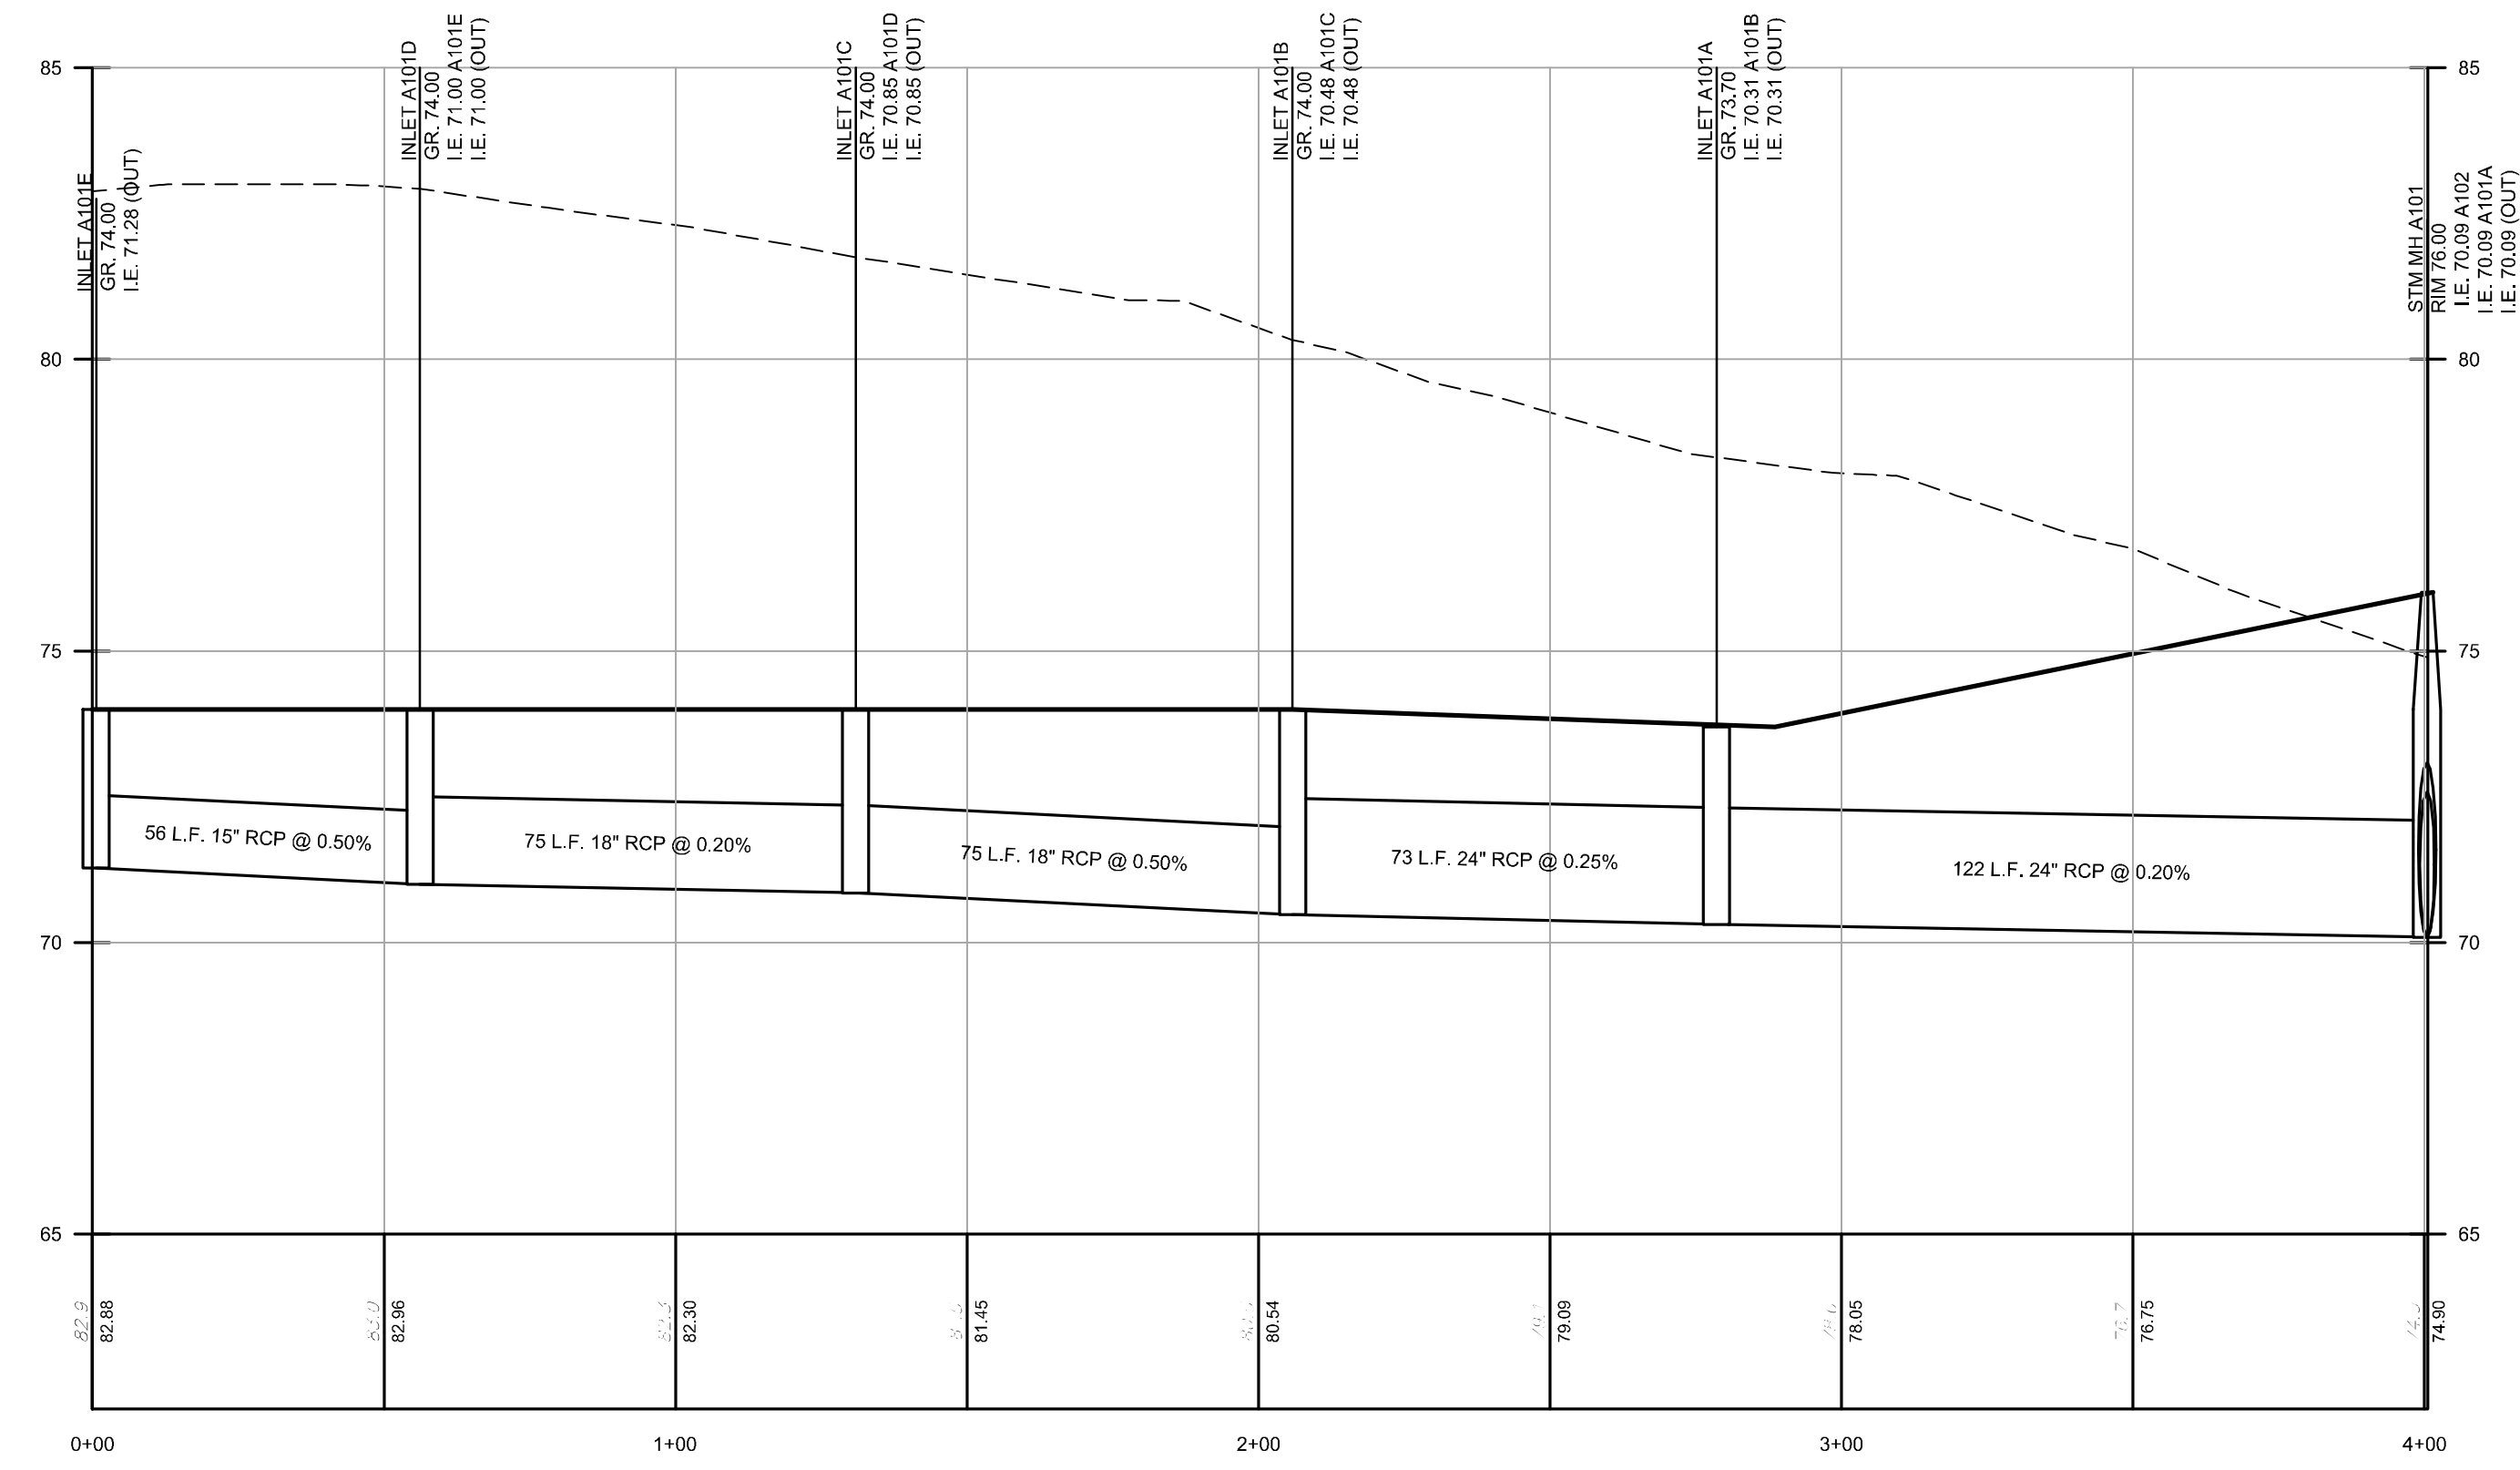 INLET A101E
GR. 74.00
I.E. 71.28 (OUT)
INLET A101D
GR. 74.00
I.E. 71.00 A101E
I.E. 71.00 (OUT)
INLET A101C
GR. 74.00
I.E. 70.85 A101D
I.E. 70.85 (OUT)
INLET A101B
GR. 74.00
I.E. 70.48 A101C
I.E. 70.48 (OUT)
INLET A101A
GR. 73.70
I.E. 70.31 A101B
I.E. 70.31 (OUT)
STM MH A101
RIM 76.00
I.E. 70.09 A102
I.E. 70.09 A101A
I.E. 70.09 (OUT)
85
85
80
80
75
75
70
70
65
65
56 L.F. 15" RCP @ 0.50%
75 L.F. 18" RCP @ 0.20%
75 L.F. 18" RCP @ 0.50%
73 L.F. 24" RCP @ 0.25%
122 L.F. 24" RCP @ 0.20%
82.9
82.88
83.0
82.96
82.30
81.45
80.54
79.09
78.05
76.75
74.90
0+00
1+00
2+00
3+00
4+00